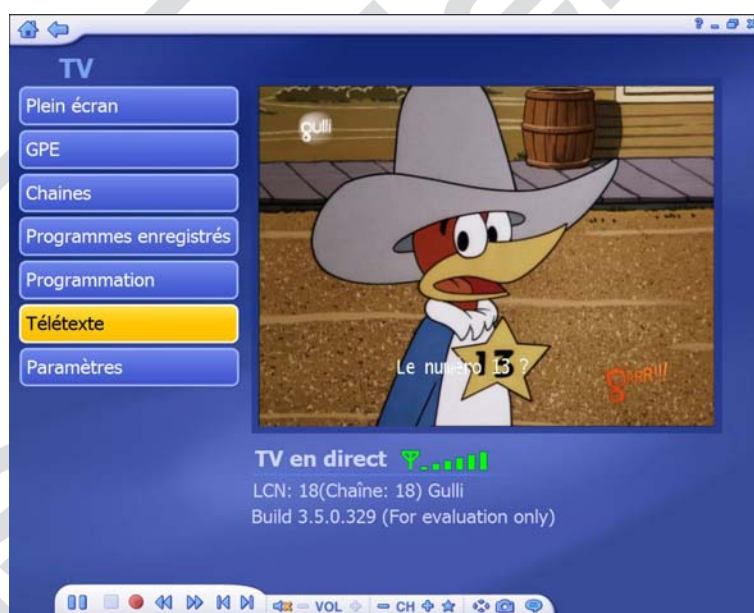 TV
Plein écran
GPE
Chaines
Programmes enregistrés
Programmation
Télétexte
Paramètres
gulli
13
Le numéro 13 ?
GRRR!!!
TV en direct
LCN: 18(Chaîne: 18) Gulli
Build 3.5.0.329 (For evaluation only)
VOL
CH